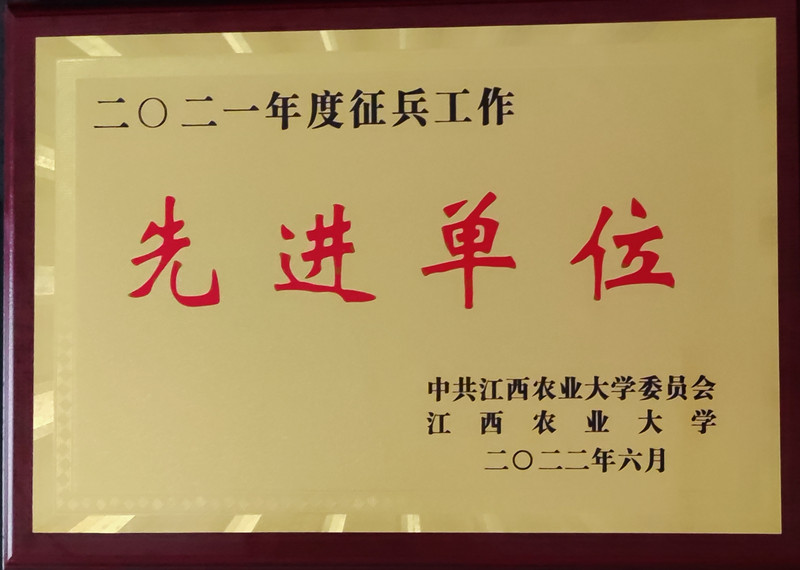 二〇二一年度征兵工作
先进单位
中共江西农业大学委员会
江西农业大学
二〇二二年六月